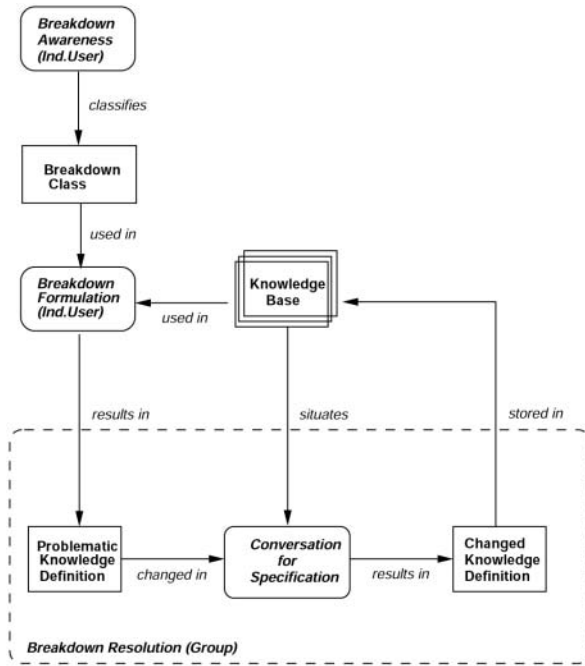 Breakdown
Awareness
(Ind.User)
classifies
Breakdown
Class
used in
Breakdown
Formulation
(Ind.User)
Knowledge
Base
used in
results in
situates
stored in
Problematic
Knowledge
Definition
changed in
Conversation
for
Specification
results in
Changed
Knowledge
Definition
Breakdown Resolution (Group)